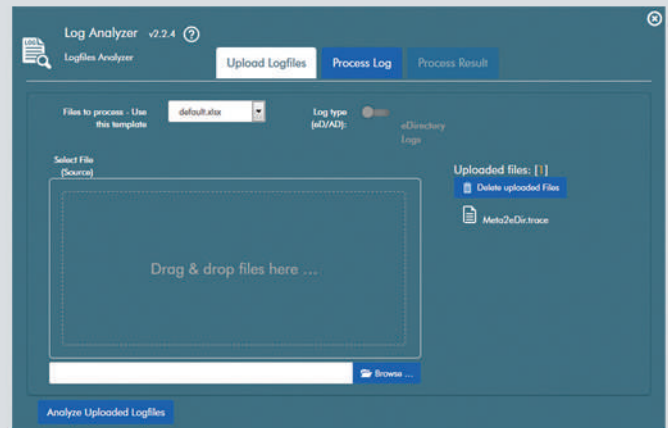 LOG
Log Analyzer v2.2.4 ?
Logfiles Analyzer
Upload Logfiles
Process Log
Process Result
Files to process - Use
this template
default.xlsx
Log type
(eD/AD):
eDirectory
Logs
Select File
(Source)
Drag & drop files here ...
Uploaded files: [1]
Delete uploaded Files
Meta2eDir.trace
Browse ...
Analyze Uploaded Logfiles